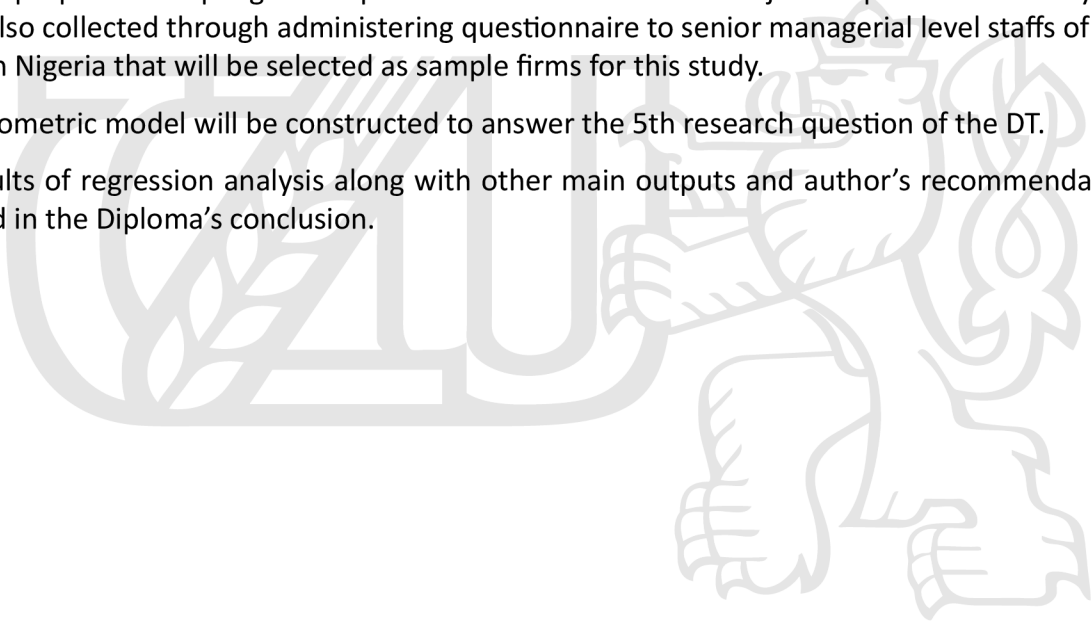 lso collected through administering questionnaire to senior managerial level staffs of
n Nigeria that will be selected as sample firms for this study.
ometric model will be constructed to answer the 5th research question of the DT.
lts of regression analysis along with other main outputs and author's recommenda
d in the Diploma's conclusion.